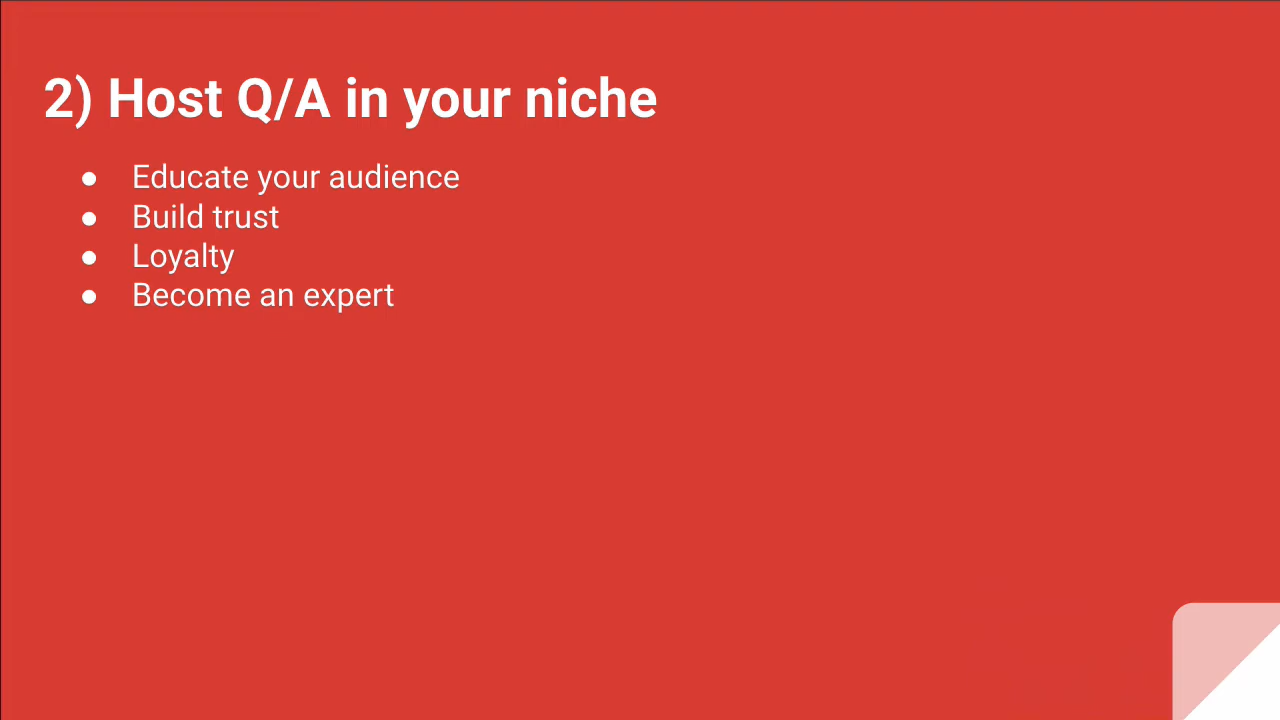 2) Host Q/A in your niche
● Educate your audience
● Build trust
● Loyalty
● Become an expert